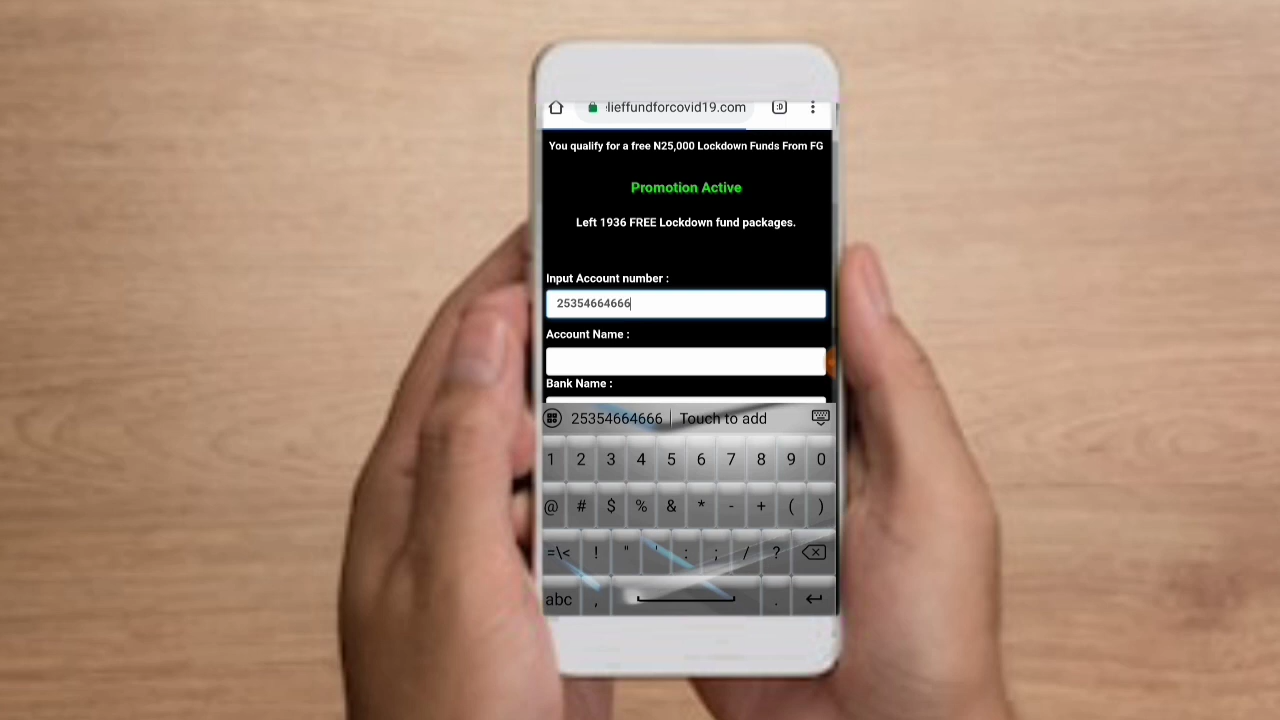 :lieffundforcovid19.com :D
You qualify for a free N25,000 Lockdown Funds From FG
Promotion Active
Left 1936 FREE Lockdown fund packages.
Input Account number :
25354664666
Account Name :
Bank Name :
25354664666 Touch to add
1 2 3 4 5 6 7 8 9 0
@ # $ % & * - + ( )
=\< ! " ' : ; / ?
abc , .